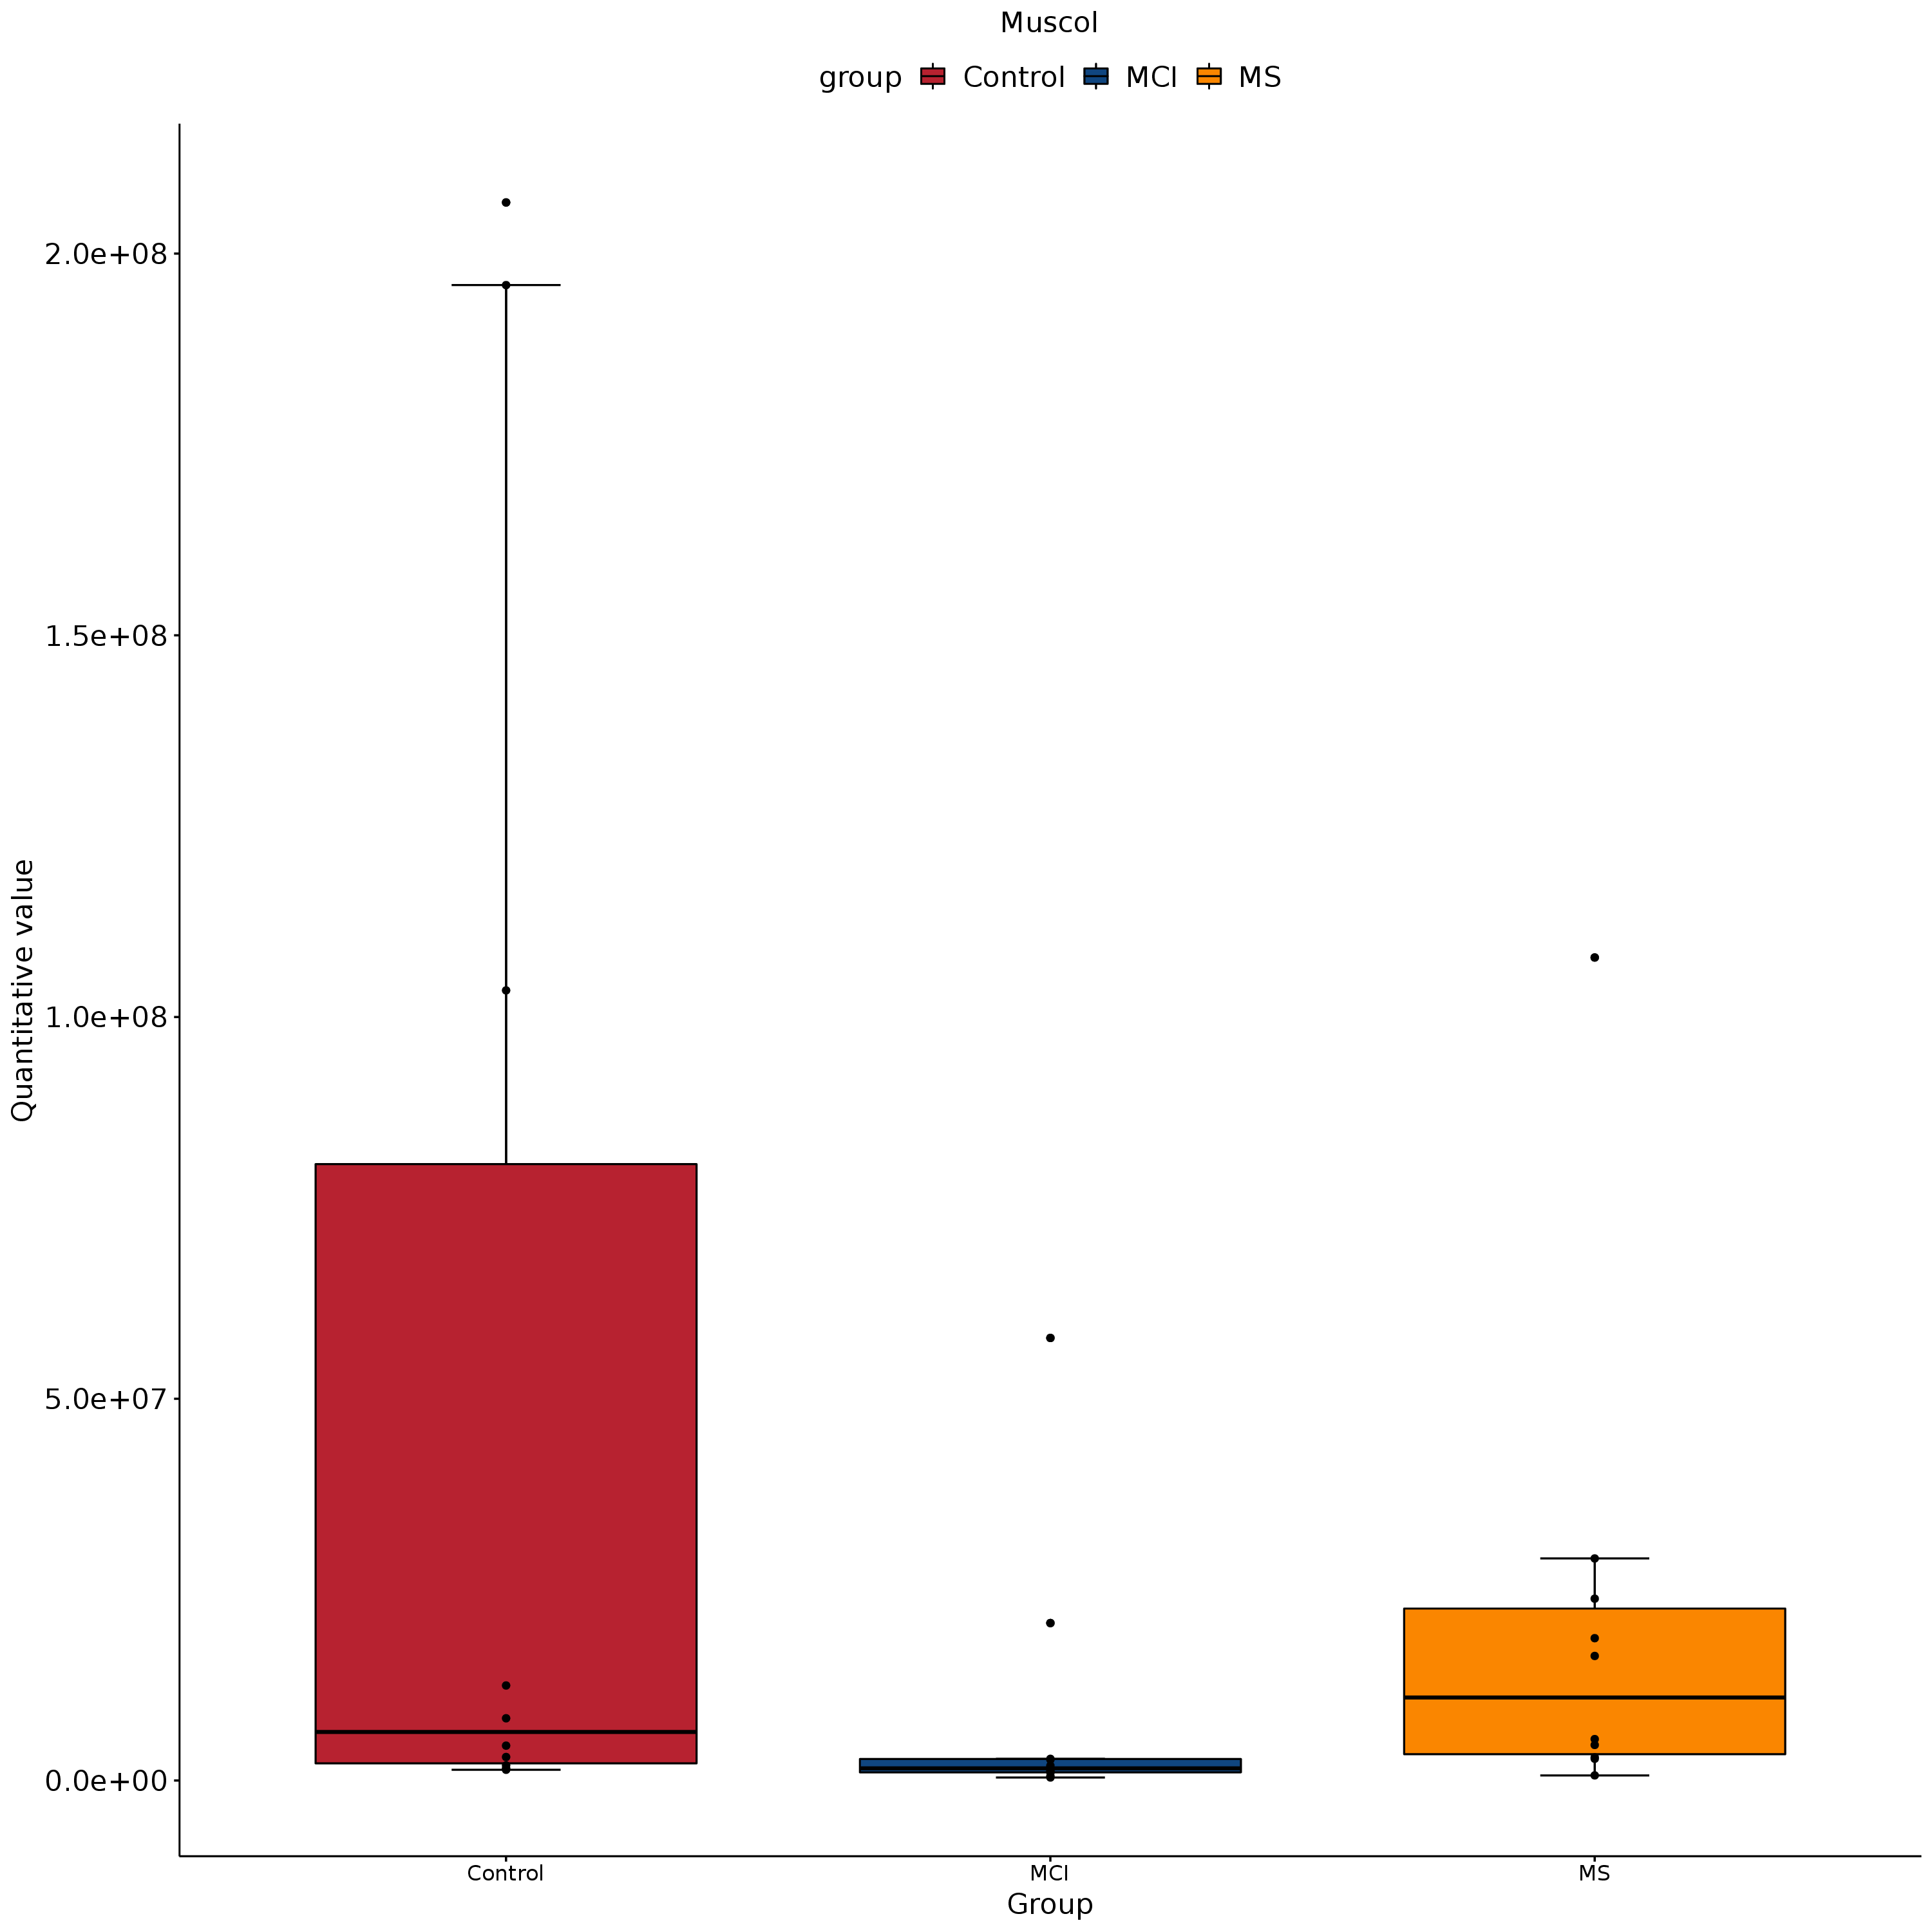 Muscol
group Control MCI MS
Quantitative value
2.0e+08
1.5e+08
1.0e+08
5.0e+07
0.0e+00
Control MCI MS
Group